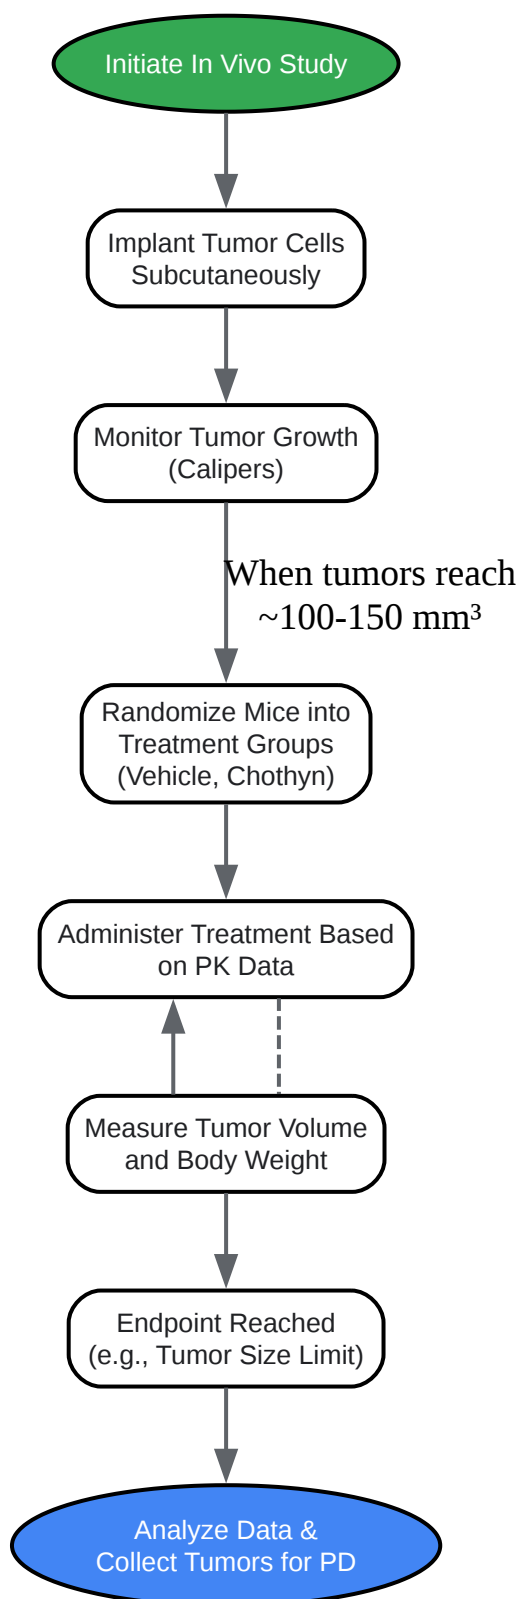 Initiate In Vivo Study
Implant Tumor Cells
Subcutaneously
Monitor Tumor Growth
(Calipers)
When tumors reach
~100-150 mm³
Randomize Mice into
Treatment Groups
(Vehicle, Chothyn)
Administer Treatment Based
on PK Data
Measure Tumor Volume
and Body Weight
Endpoint Reached
(e.g., Tumor Size Limit)
Analyze Data &
Collect Tumors for PD